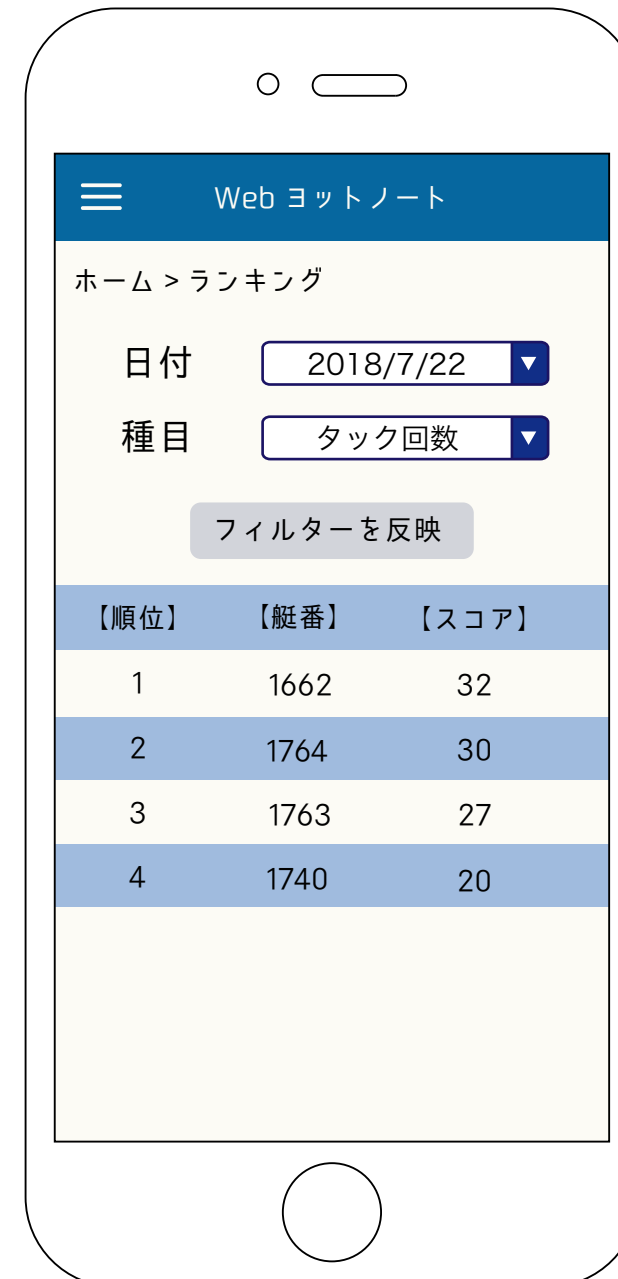 Web ヨットノート
ホーム > ランキング
日付 2018/7/22 ▼
種目 タック回数 ▼
フィルターを反映
【順位】 【艇番】 【スコア】
1 1662 32
2 1764 30
3 1763 27
4 1740 20